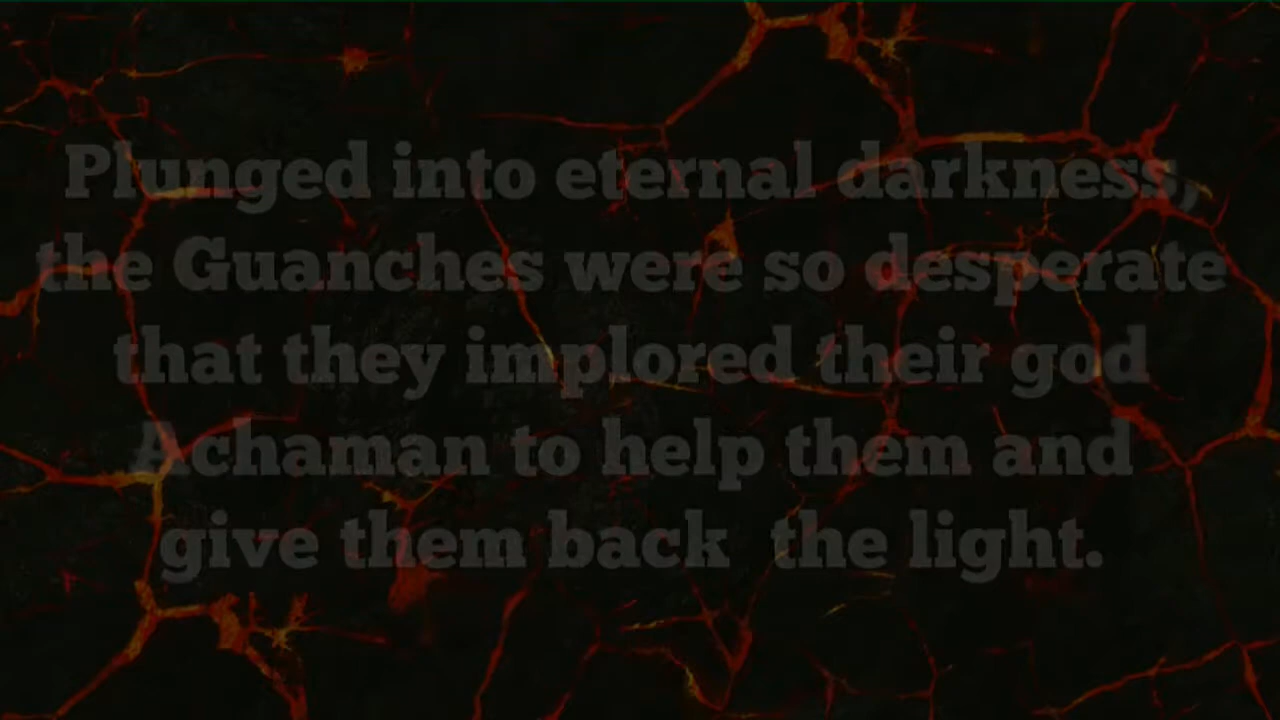 Plunged into eternal darkness,
the Guanches were so desperate
that they implored their god
Achaman to help them and
give them back  the light.